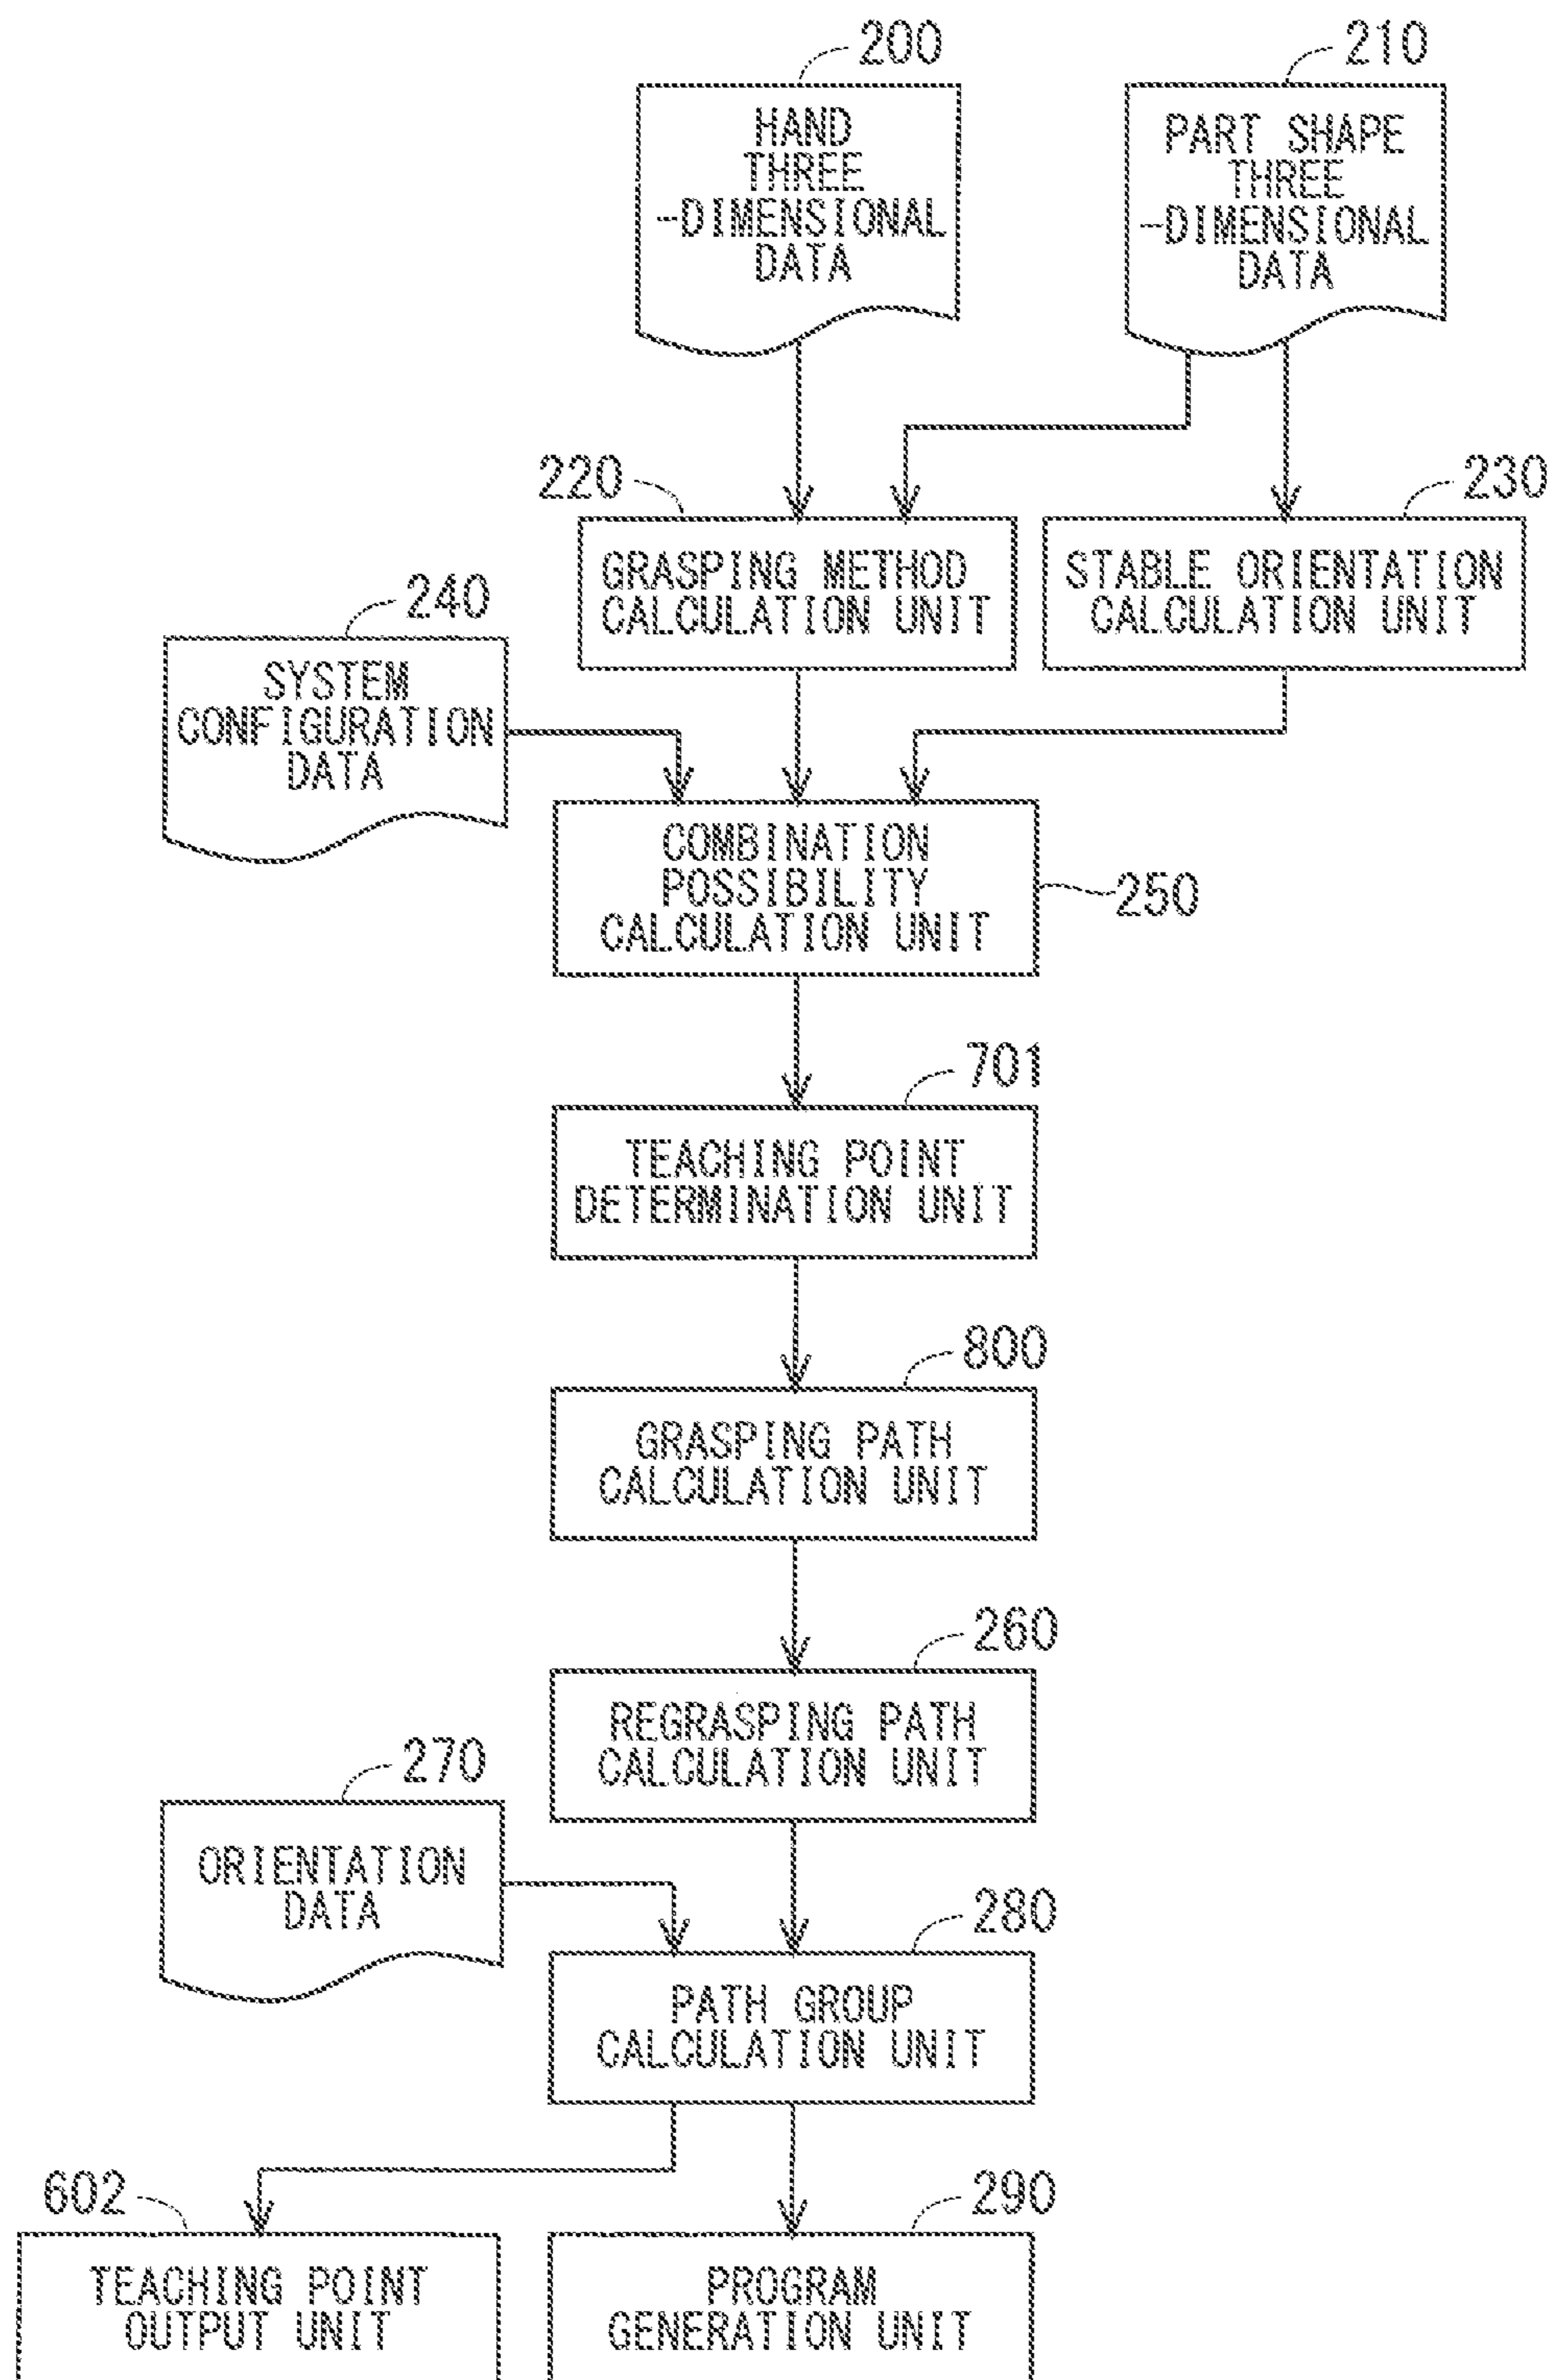 200
HAND
THREE
-DIMENSIONAL
DATA
210
PART SHAPE
THREE
-DIMENSIONAL
DATA
220
GRASPING METHOD
CALCULATION UNIT
230
STABLE ORIENTATION
CALCULATION UNIT
240
SYSTEM
CONFIGURATION
DATA
COMBINATION
POSSIBILITY
CALCULATION UNIT
250
701
TEACHING POINT
DETERMINATION UNIT
800
GRASPING PATH
CALCULATION UNIT
260
REGRASPING PATH
CALCULATION UNIT
270
ORIENTATION
DATA
280
PATH GROUP
CALCULATION UNIT
602
TEACHING POINT
OUTPUT UNIT
290
PROGRAM
GENERATION UNIT